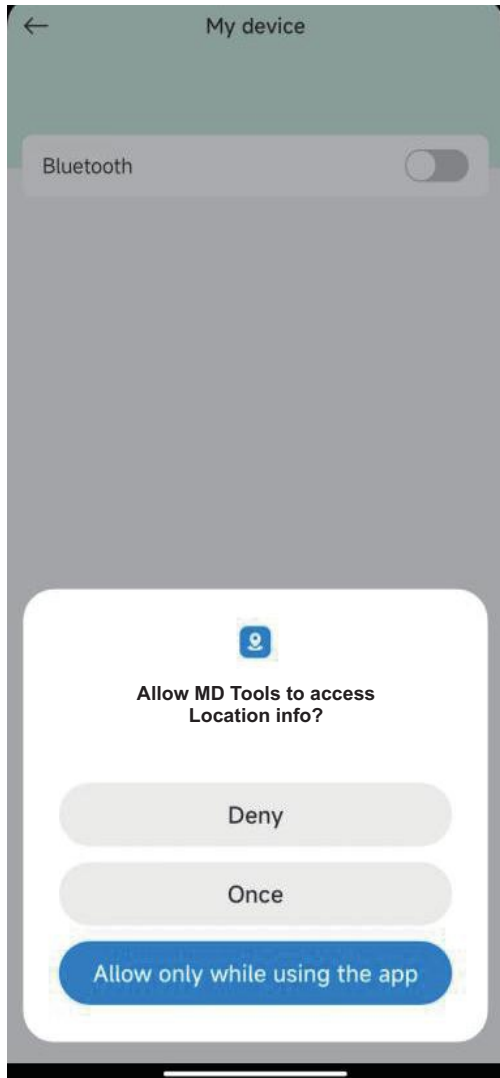 My device
Bluetooth
Allow MD Tools to access
Location info?
Deny
Once
Allow only while using the app